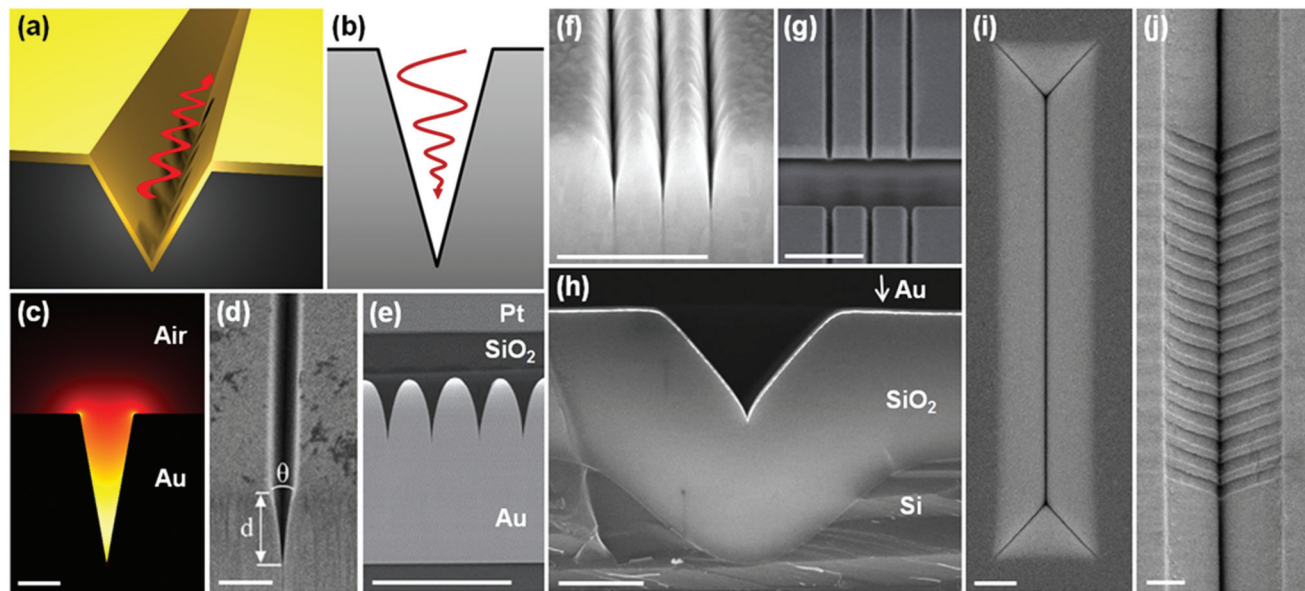 (a)
(b)
(c)
Air
Au
(d)
θ
d
(e)
Pt
SiO₂
Au
(f)
(g)
(h)
Au
SiO₂
Si
(i)
(j)